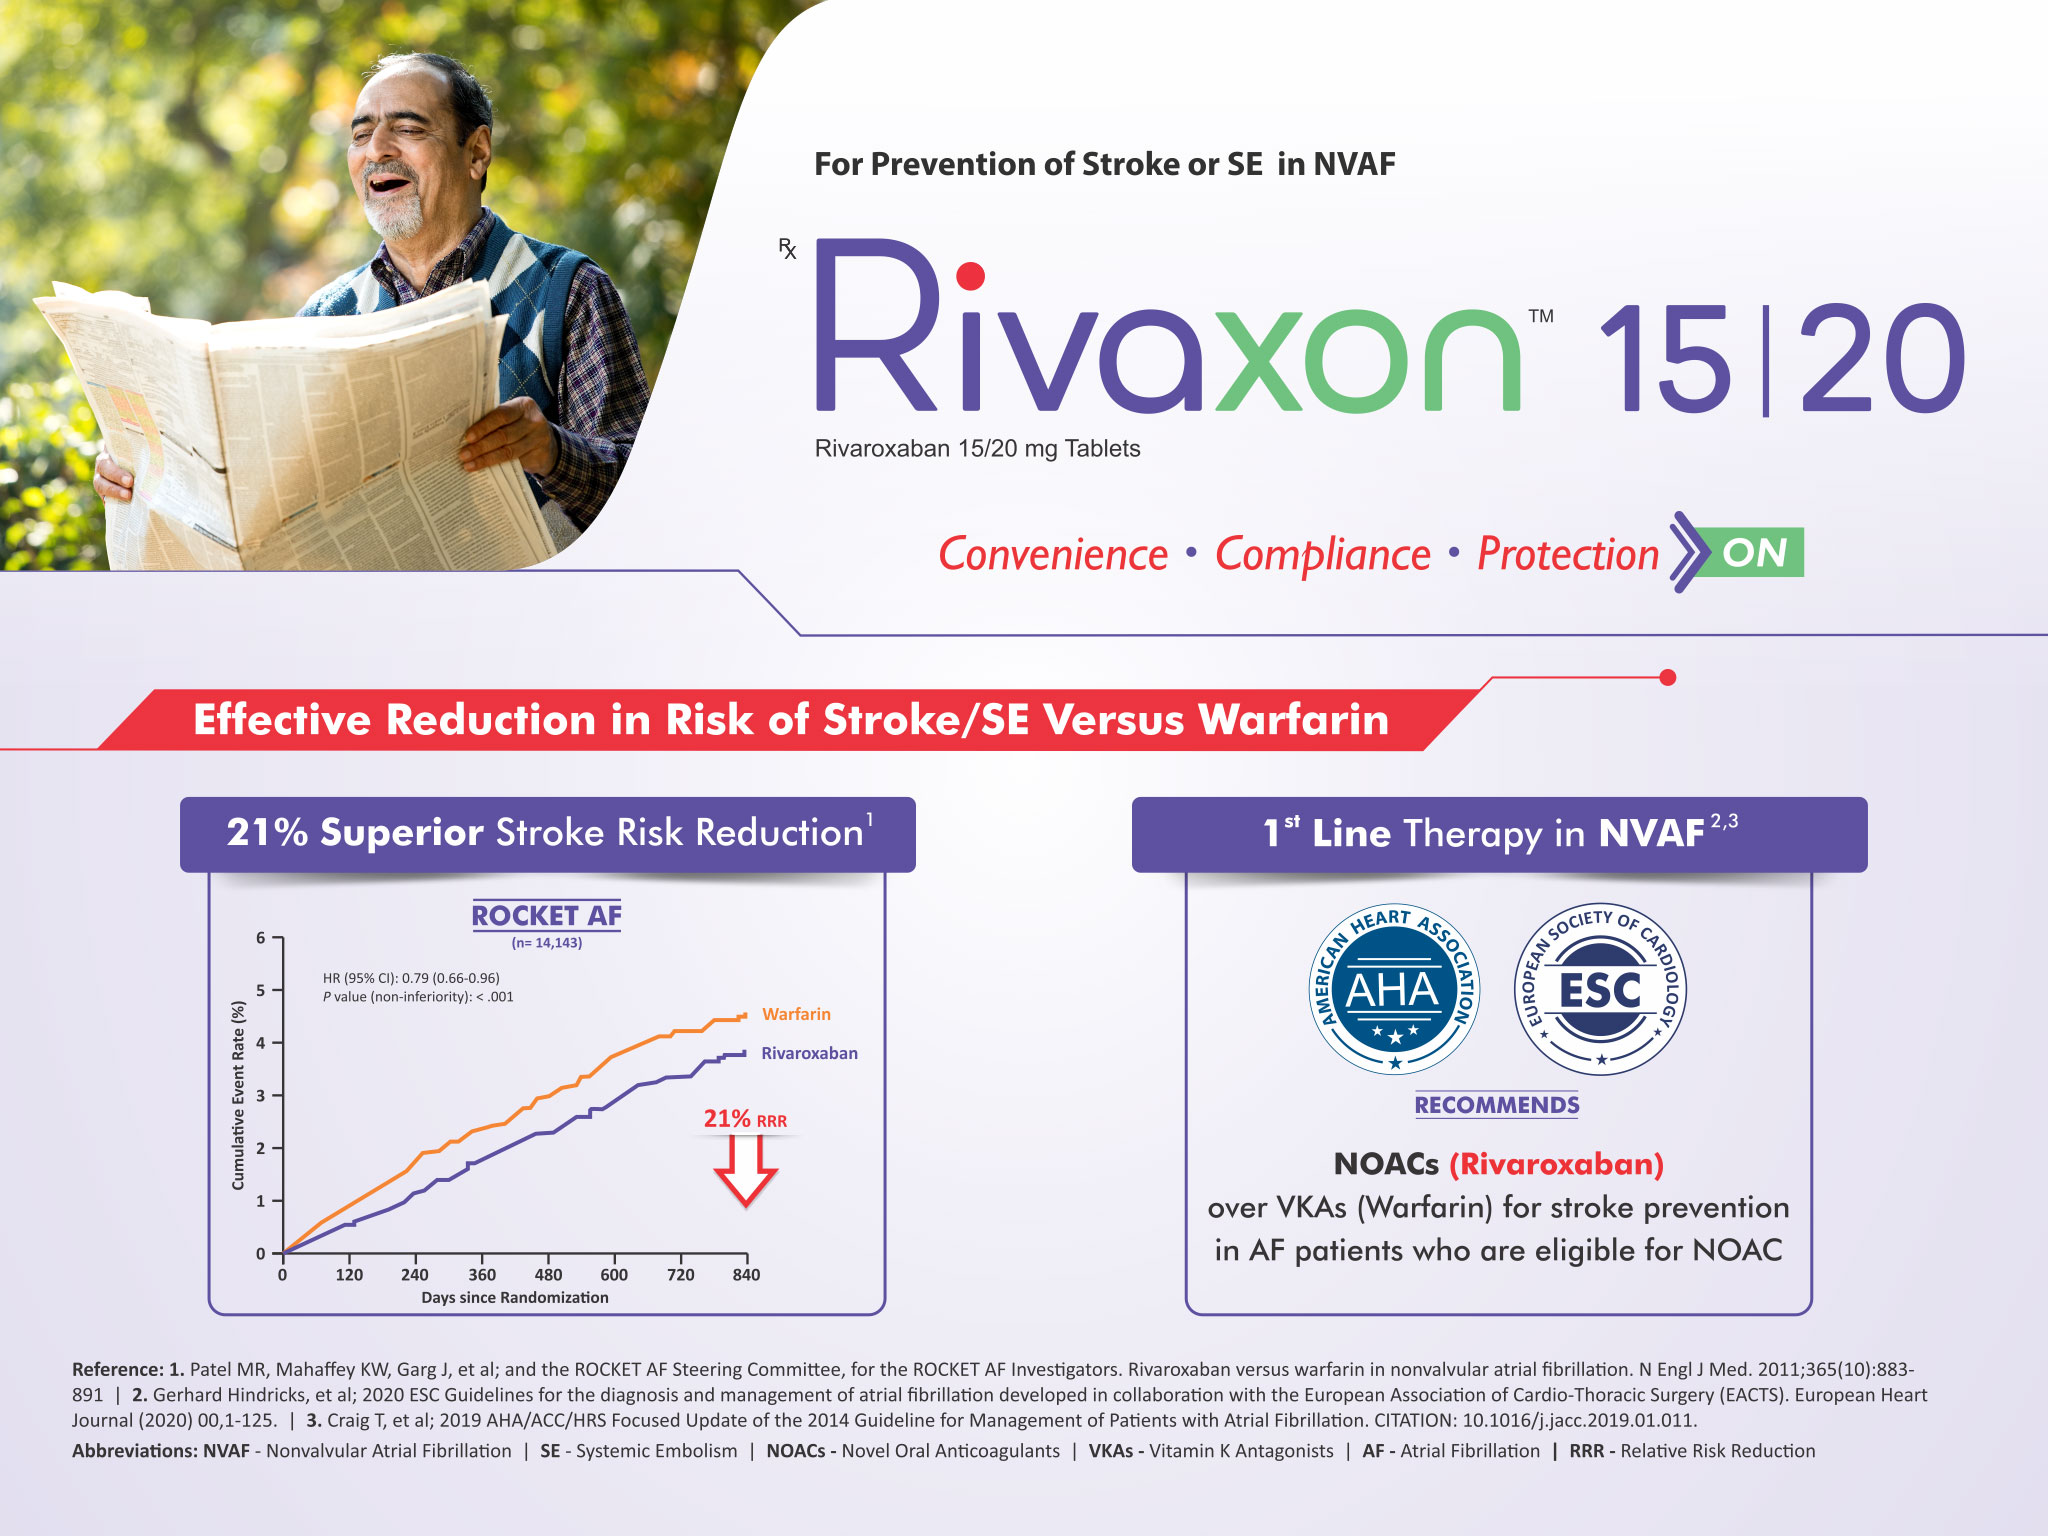 For Prevention of Stroke or SE in NVAF
Rx
Rivaxon™ 15|20
Rivaroxaban 15/20 mg Tablets
Convenience • Compliance • Protection ON
Effective Reduction in Risk of Stroke/SE Versus Warfarin
21% Superior Stroke Risk Reduction1
ROCKET AF
(n= 14,143)
HR (95% CI): 0.79 (0.66-0.96)
P value (non-inferiority): < .001
Cumulative Event Rate (%)
6
5
4
3
2
1
0
Warfarin
Rivaroxaban
21% RRR
0 120 240 360 480 600 720 840
Days since Randomization
1st Line Therapy in NVAF2,3
AMERICAN HEART ASSOCIATION
AHA
EUROPEAN SOCIETY OF CARDIOLOGY
ESC
RECOMMENDS
NOACs (Rivaroxaban)
over VKAs (Warfarin) for stroke prevention
in AF patients who are eligible for NOAC
Reference: 1. Patel MR, Mahaffey KW, Garg J, et al; and the ROCKET AF Steering Committee, for the ROCKET AF Investigators. Rivaroxaban versus warfarin in nonvalvular atrial fibrillation. N Engl J Med. 2011;365(10):883-
891 | 2. Gerhard Hindricks, et al; 2020 ESC Guidelines for the diagnosis and management of atrial fibrillation developed in collaboration with the European Association of Cardio-Thoracic Surgery (EACTS). European Heart
Journal (2020) 00,1-125. | 3. Craig T, et al; 2019 AHA/ACC/HRS Focused Update of the 2014 Guideline for Management of Patients with Atrial Fibrillation. CITATION: 10.1016/j.jacc.2019.01.011.
Abbreviations: NVAF - Nonvalvular Atrial Fibrillation | SE - Systemic Embolism | NOACs - Novel Oral Anticoagulants | VKAs - Vitamin K Antagonists | AF - Atrial Fibrillation | RRR - Relative Risk Reduction